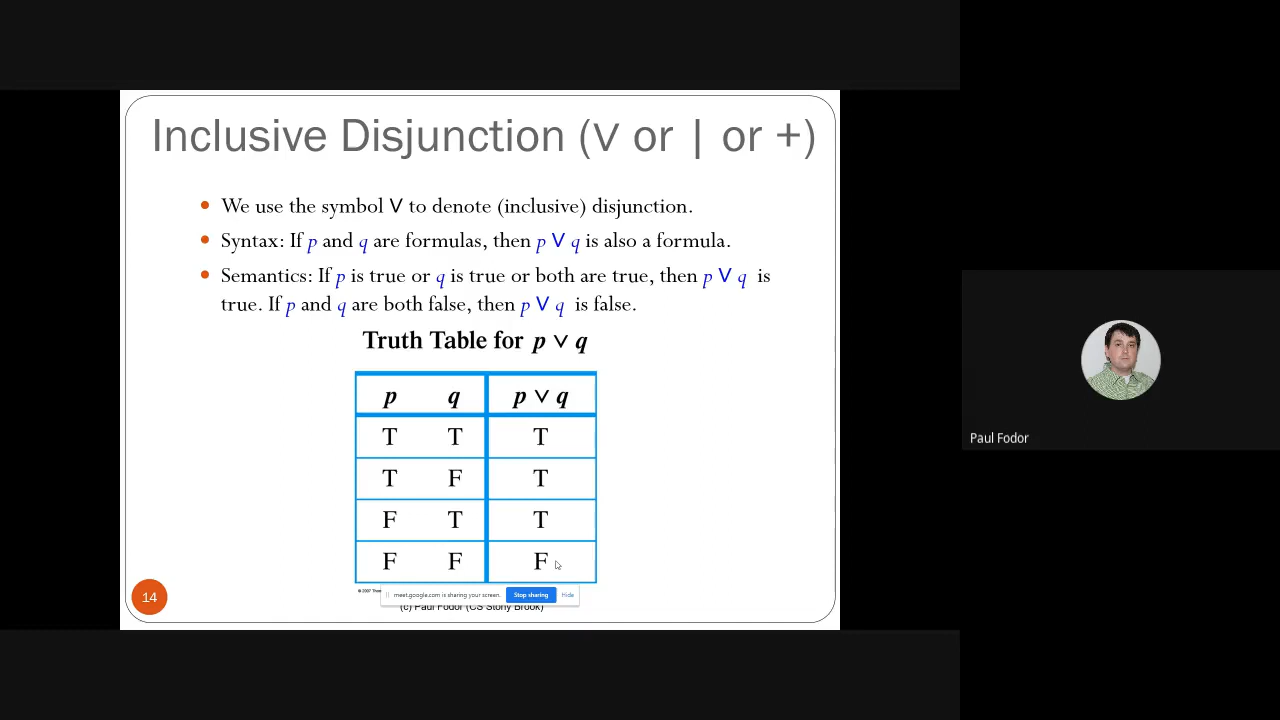 Inclusive Disjunction (∨ or | or +)
• We use the symbol ∨ to denote (inclusive) disjunction.
• Syntax: If p and q are formulas, then p ∨ q is also a formula.
• Semantics: If p is true or q is true or both are true, then p ∨ q is
true. If p and q are both false, then p ∨ q is false.
Truth Table for p ∨ q
p q p ∨ q
T T T
T F T
F T T
F F F
© 2007
meet.google.com is sharing your screen. Stop sharing Hide
(c) Paul Fodor (CS Stony Brook)
14
Paul Fodor